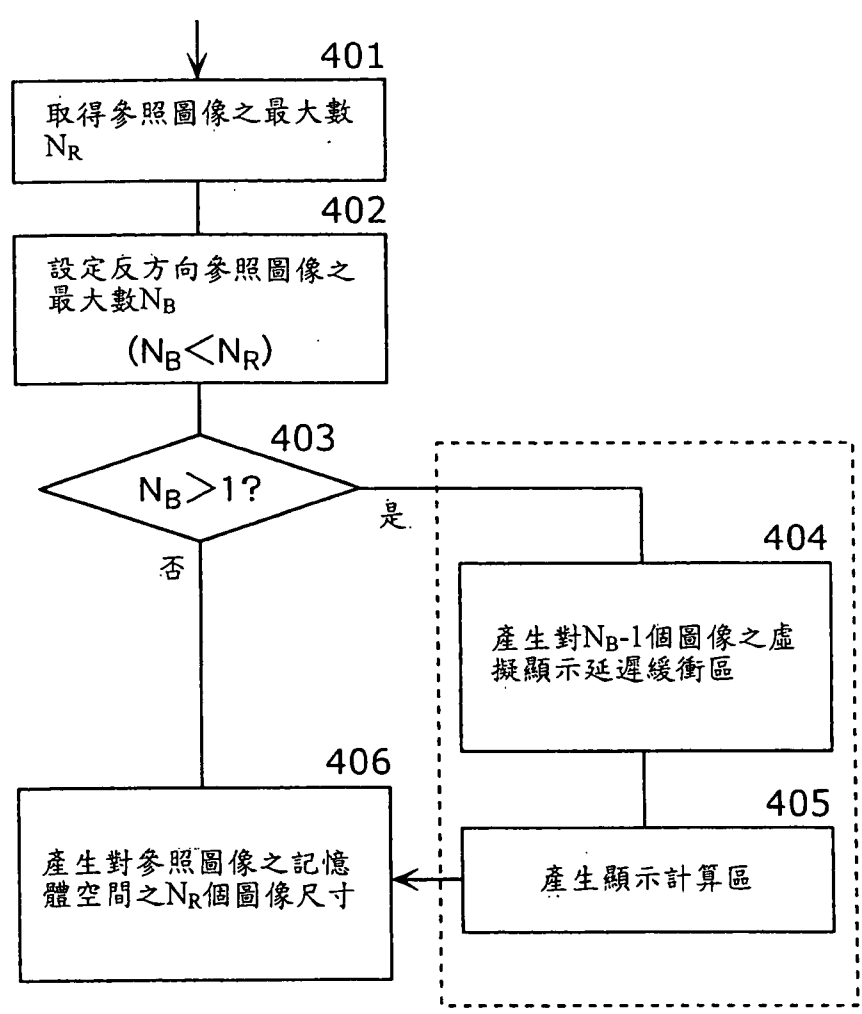 401
取得參照圖像之最大數
NR
402
設定反方向參照圖像之
最大數NB
(NB<NR)
403
NB>1?
是
否
404
產生對NB-1個圖像之虛
擬顯示延遲緩衝區
405
產生顯示計算區
406
產生對參照圖像之記憶
體空間之NR個圖像尺寸